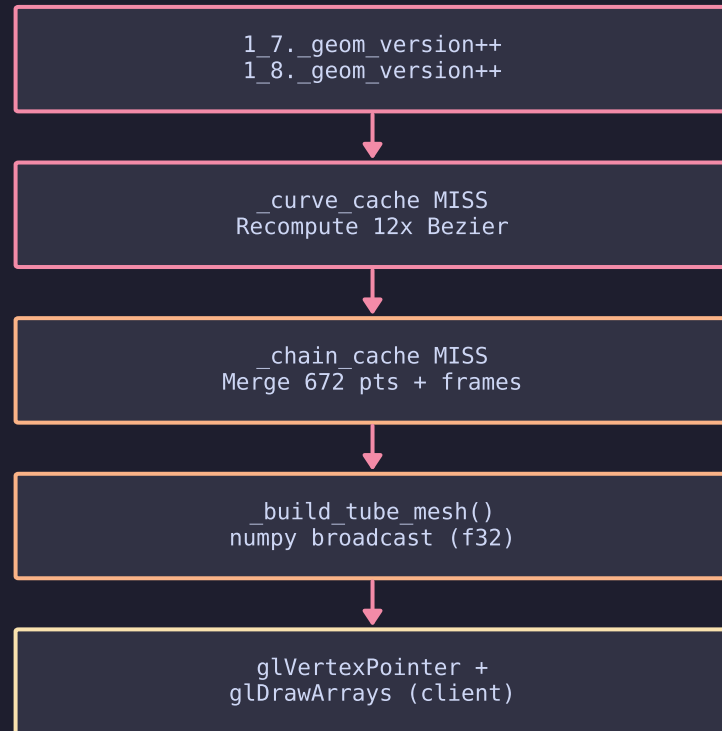 1_7._geom_version++
1_8._geom_version++
_curve_cache MISS
Recompute 12x Bezier
_chain_cache MISS
Merge 672 pts + frames
_build_tube_mesh()
numpy broadcast (f32)
glVertexPointer +
glDrawArrays (client)